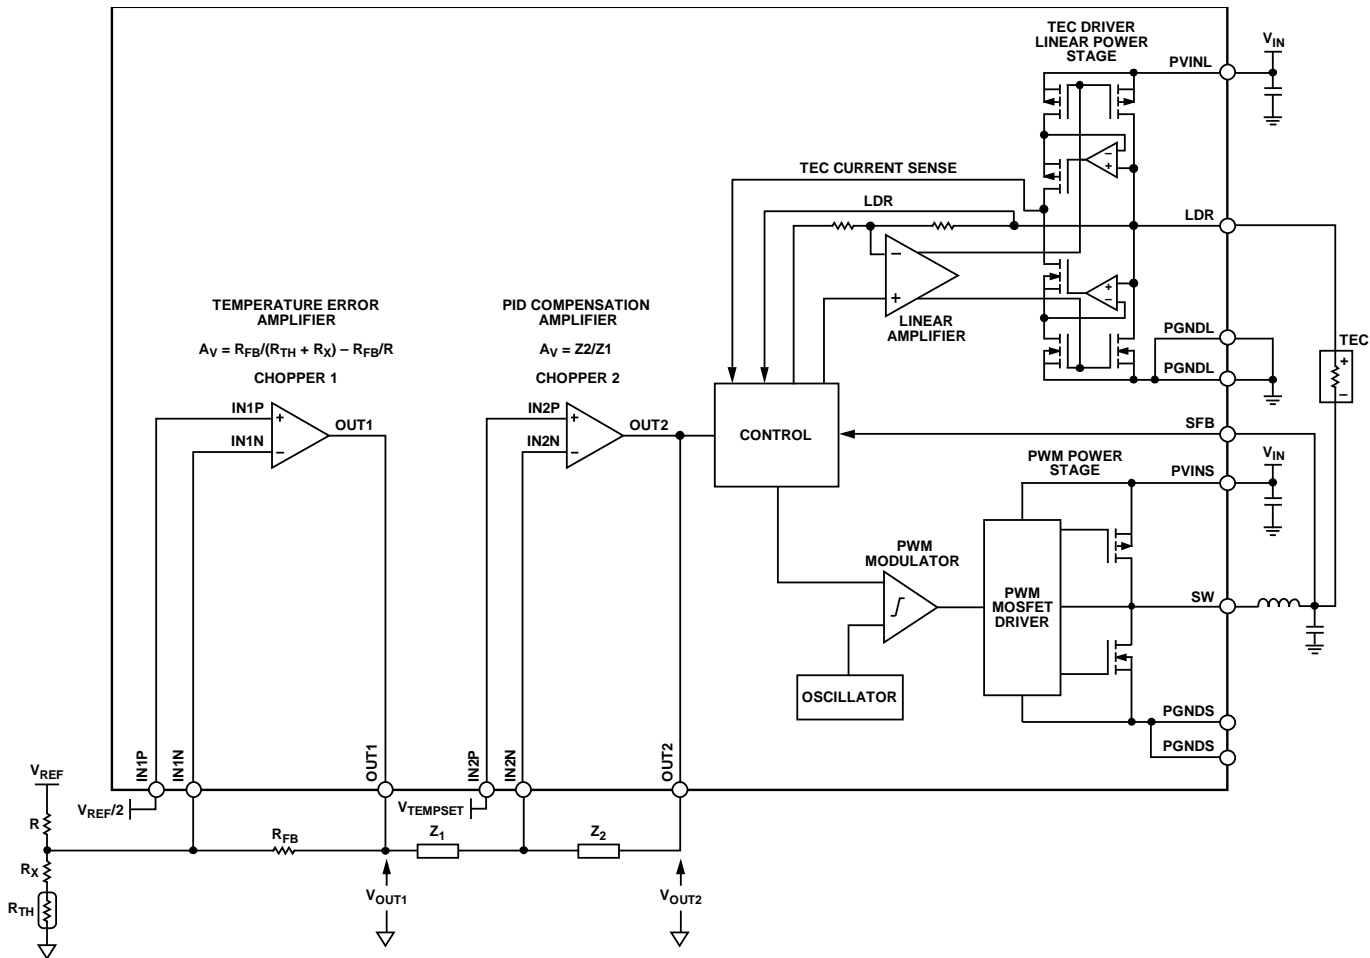 TEC DRIVER
LINEAR POWER
STAGE
VIN
PVINL
TEC CURRENT SENSE
LDR
LDR
−
+
−
+
LINEAR
AMPLIFIER
+
−
PGNDL
PGNDL
TEC
+
−
TEMPERATURE ERROR
AMPLIFIER
AV = RFB/(RTH + RX) – RFB/R
CHOPPER 1
IN1P
IN1N
+
−
OUT1
PID COMPENSATION
AMPLIFIER
AV = Z2/Z1
CHOPPER 2
IN2P
IN2N
+
−
OUT2
CONTROL
SFB
VIN
PWM POWER
STAGE
PVINS
PWM
MODULATOR
PWM
MOSFET
DRIVER
SW
OSCILLATOR
PGNDS
PGNDS
IN1P
IN1N
OUT1
IN2P
IN2N
OUT2
VREF
VREF/2
VTEMPSET
R
RFB
Z1
Z2
RX
RTH
VOUT1
VOUT2